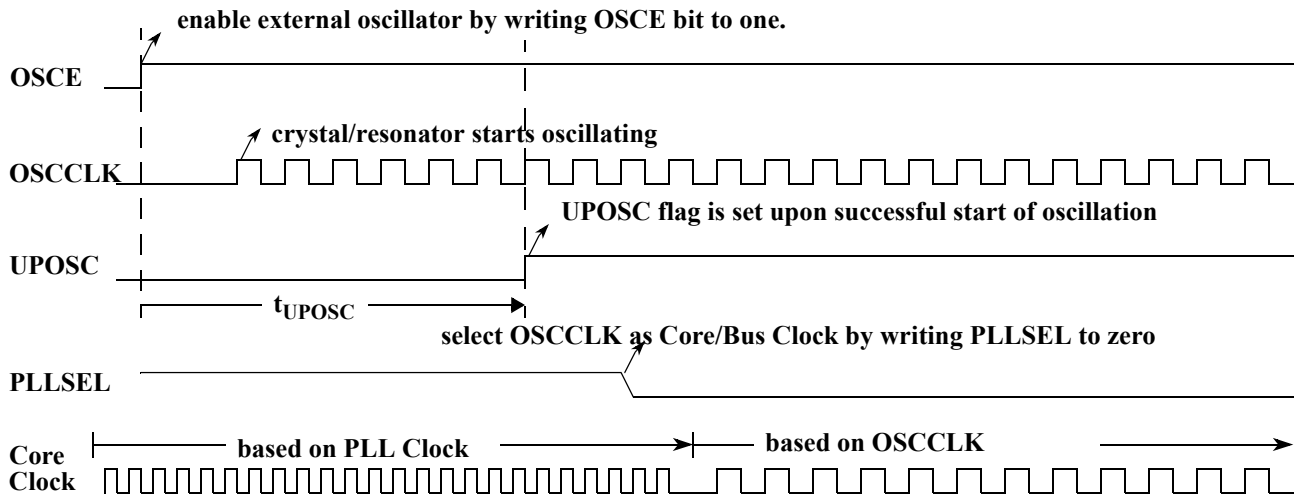 enable external oscillator by writing OSCE bit to one.
OSCE
crystal/resonator starts oscillating
OSCCLK
UPOSC flag is set upon successful start of oscillation
UPOSC
tUPOSC
select OSCCLK as Core/Bus Clock by writing PLLSEL to zero
PLLSEL
based on PLL Clock
based on OSCCLK
Core
Clock